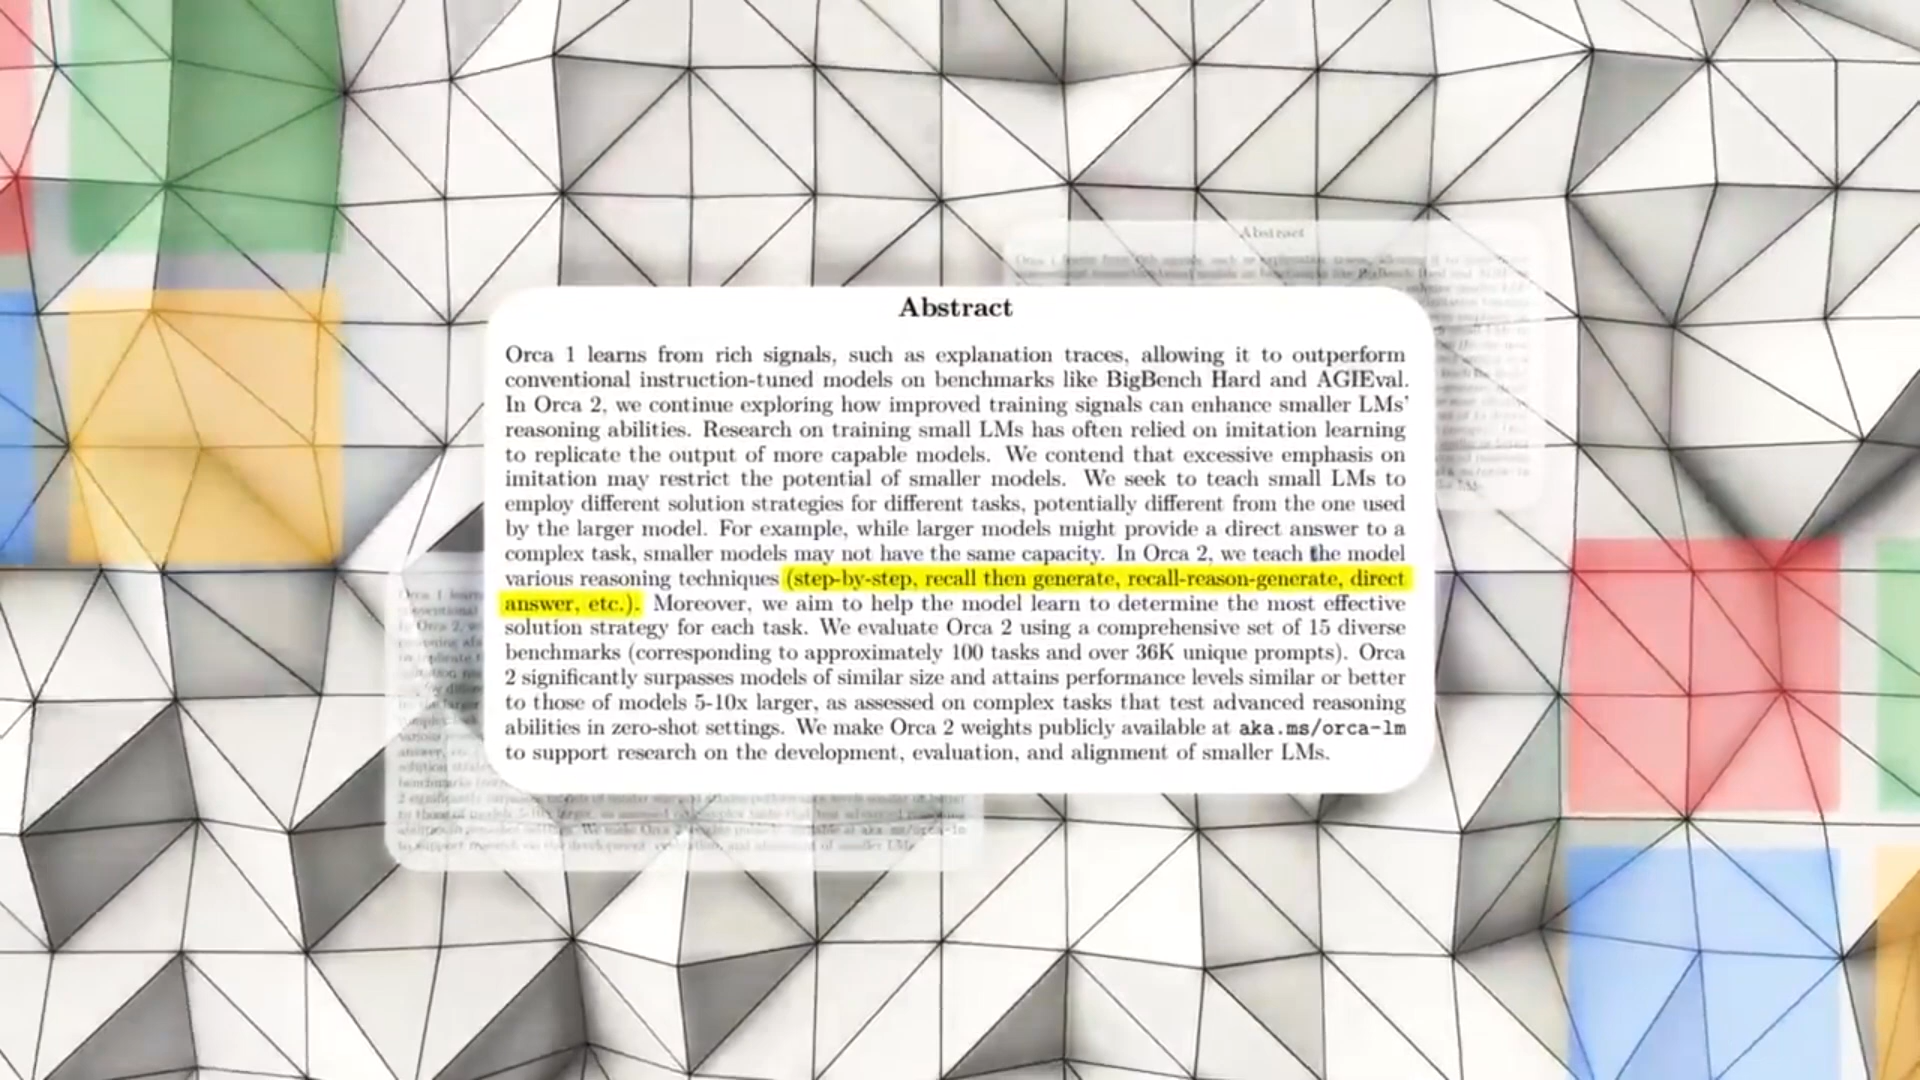 Abstract
Abstract
Orca 1 learns from rich signals, such as explanation traces, allowing it to outperform
conventional instruction-tuned models on benchmarks like BigBench Hard and AGIEval.
In Orca 2, we continue exploring how improved training signals can enhance smaller LMs'
reasoning abilities. Research on training small LMs has often relied on imitation learning
to replicate the output of more capable models. We contend that excessive emphasis on
imitation may restrict the potential of smaller models. We seek to teach small LMs to
employ different solution strategies for different tasks, potentially different from the one used
by the larger model. For example, while larger models might provide a direct answer to a
complex task, smaller models may not have the same capacity. In Orca 2, we teach the model
various reasoning techniques (step-by-step, recall then generate, recall-reason-generate, direct
answer, etc.). Moreover, we aim to help the model learn to determine the most effective
solution strategy for each task. We evaluate Orca 2 using a comprehensive set of 15 diverse
benchmarks (corresponding to approximately 100 tasks and over 36K unique prompts). Orca
2 significantly surpasses models of similar size and attains performance levels similar or better
to those of models 5-10x larger, as assessed on complex tasks that test advanced reasoning
abilities in zero-shot settings. We make Orca 2 weights publicly available at aka.ms/orca-lm
to support research on the development, evaluation, and alignment of smaller LMs.